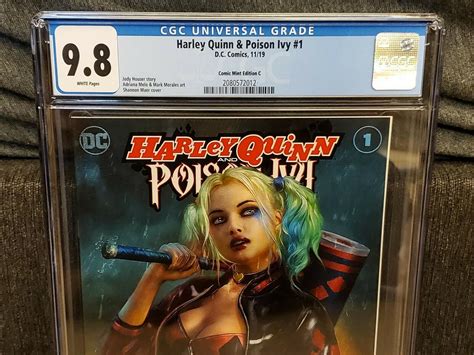 CGC UNIVERSAL GRADE
Harley Quinn & Poison Ivy #1
D.C. Comics, 11/19
9.8
WHITE Pages
Comic Mint Edition C
Jody Houser story
Adriana Melo & Mark Morales art
Shannon Maer cover
2080572012
CGC
DC
HARLEY QUINN
AND
POISON IVY
1